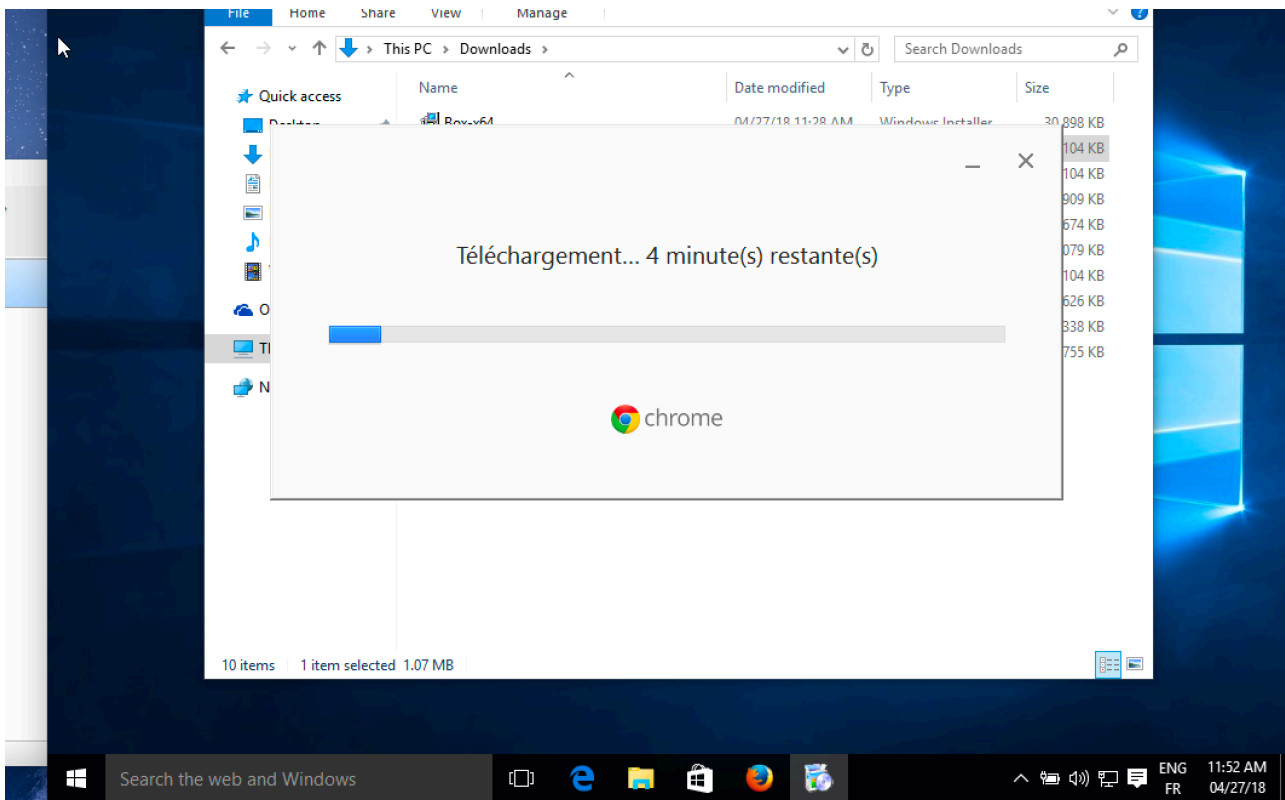 File Home Share View Manage
This PC Downloads Search Downloads
Name Date modified Type Size
Quick access
Desktop Box-x64 04/27/18 11:28 AM Windows Installer 30,898 KB
104 KB
104 KB
909 KB
674 KB
079 KB
104 KB
626 KB
338 KB
755 KB
Téléchargement... 4 minute(s) restante(s)
chrome
10 items 1 item selected 1.07 MB
Search the web and Windows
ENG 11:52 AM
FR 04/27/18